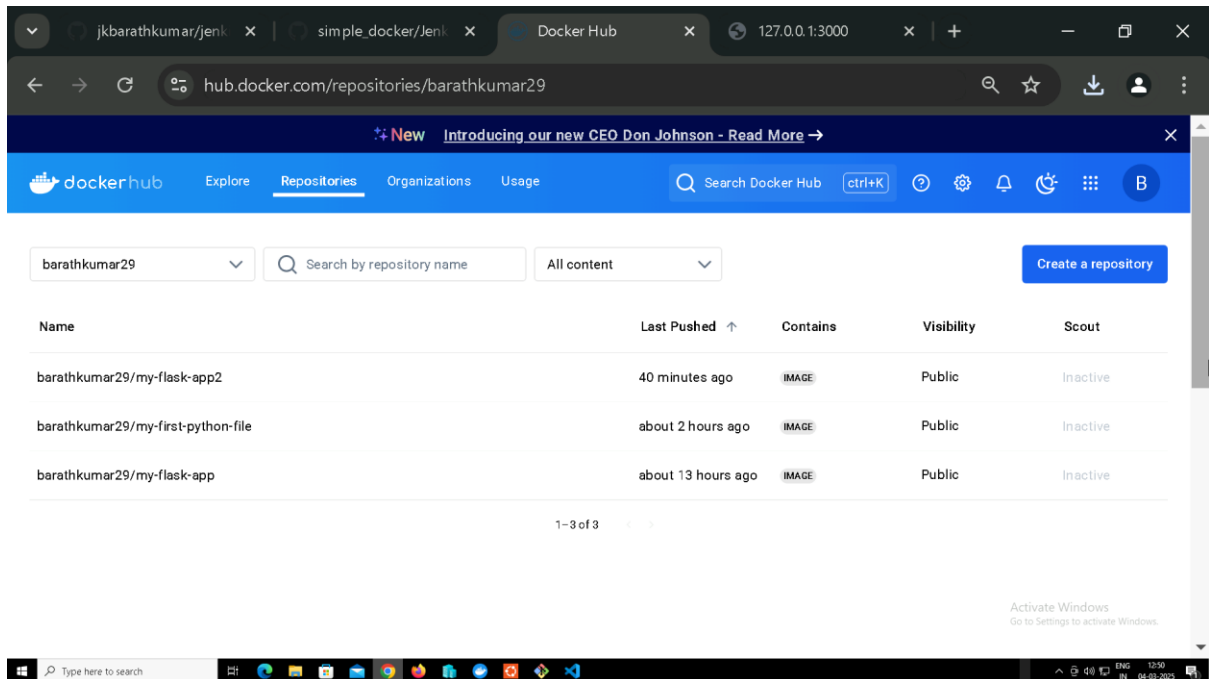 jkbarathkumar/jenk
simple_docker/Jenk
Docker Hub
127.0.0.1:3000
hub.docker.com/repositories/barathkumar29
New Introducing our new CEO Don Johnson - Read More →
dockerhub Explore Repositories Organizations Usage Search Docker Hub ctrl+K B
barathkumar29 Search by repository name All content Create a repository
Name Last Pushed ↑ Contains Visibility Scout
barathkumar29/my-flask-app2 40 minutes ago IMAGE Public Inactive
barathkumar29/my-first-python-file about 2 hours ago IMAGE Public Inactive
barathkumar29/my-flask-app about 13 hours ago IMAGE Public Inactive
1–3 of 3
Activate Windows
Go to Settings to activate Windows.
Type here to search
ENG 12:50
IN 04-03-2025